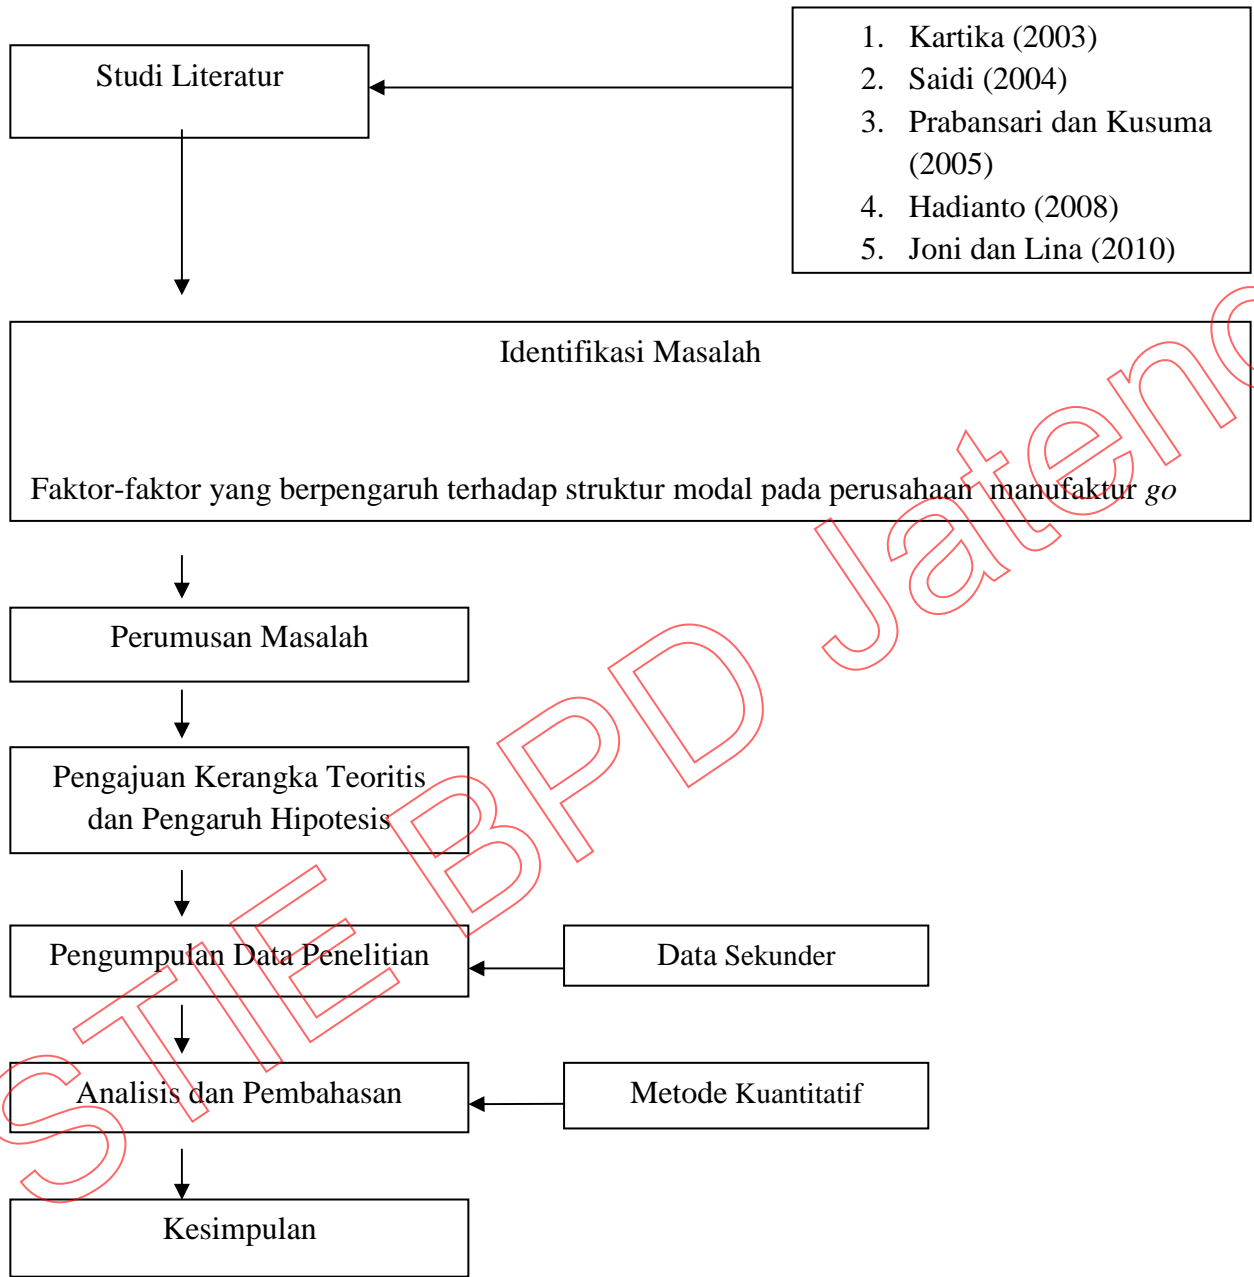 Studi Literatur
1. Kartika (2003)
2. Saidi (2004)
3. Prabansari dan Kusuma
(2005)
4. Hadianto (2008)
5. Joni dan Lina (2010)
Identifikasi Masalah
Faktor-faktor yang berpengaruh terhadap struktur modal pada perusahaan manufaktur go
Perumusan Masalah
Pengajuan Kerangka Teoritis
dan Pengaruh Hipotesis
Pengumpulan Data Penelitian
Data Sekunder
Analisis dan Pembahasan
Metode Kuantitatif
Kesimpulan
STIE BPD Jateng